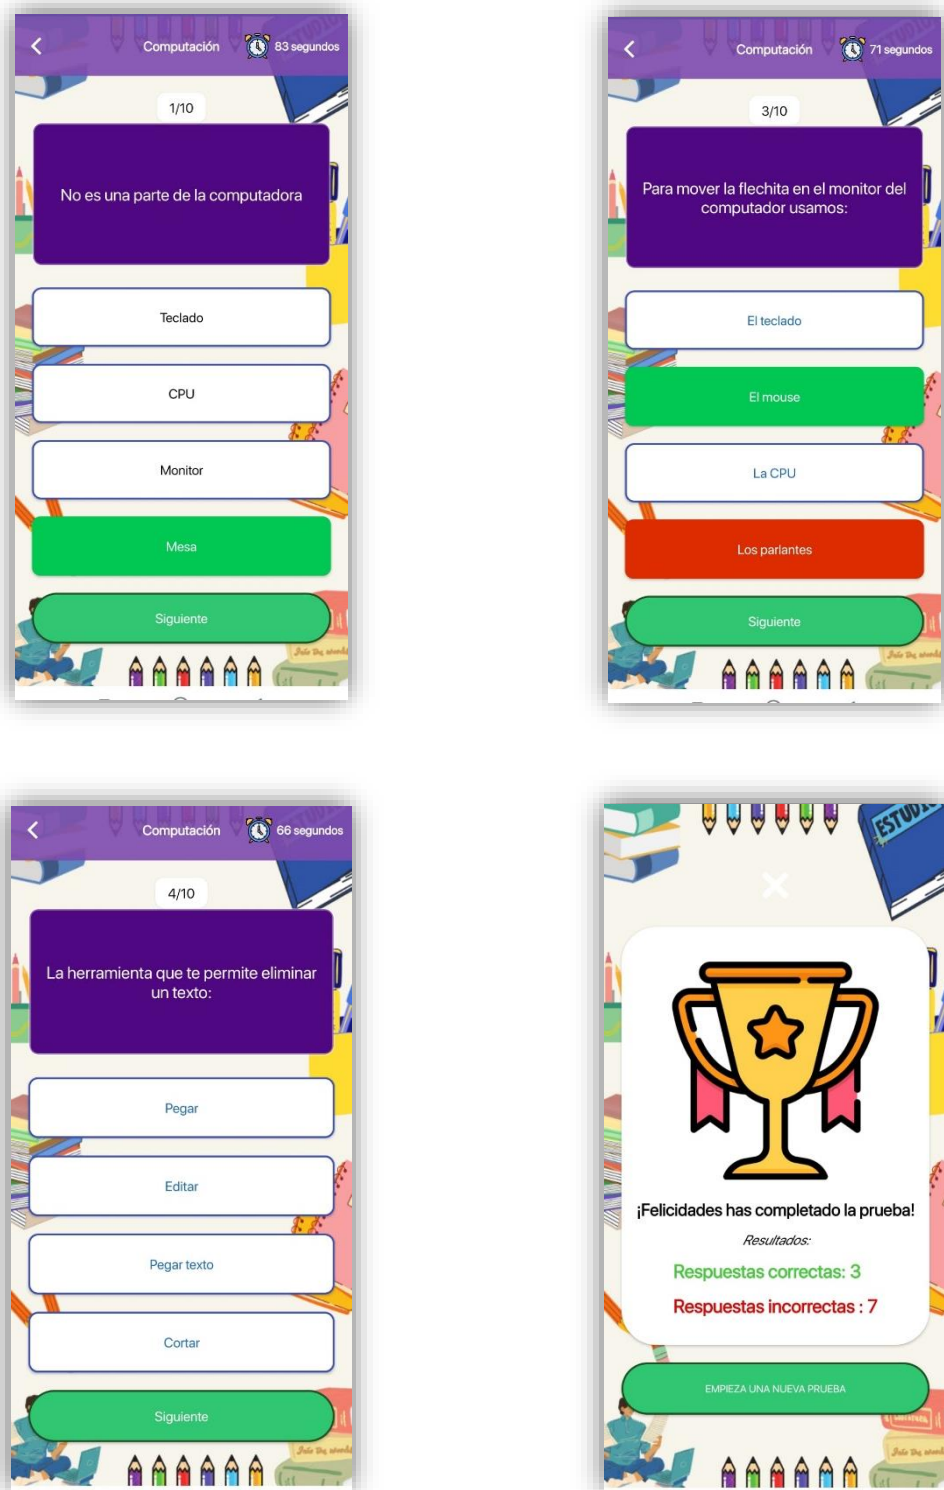 Computación
83 segundos
1/10
No es una parte de la computadora
Teclado
CPU
Monitor
Mesa
Siguiente
Computación
71 segundos
3/10
Para mover la flechita en el monitor del
computador usamos:
El teclado
El mouse
La CPU
Los parlantes
Siguiente
Computación
66 segundos
4/10
La herramienta que te permite eliminar
un texto:
Pegar
Editar
Pegar texto
Cortar
Siguiente
ESTUDIO
¡Felicidades has completado la prueba!
Resultados:
Respuestas correctas: 3
Respuestas incorrectas : 7
EMPIEZA UNA NUEVA PRUEBA